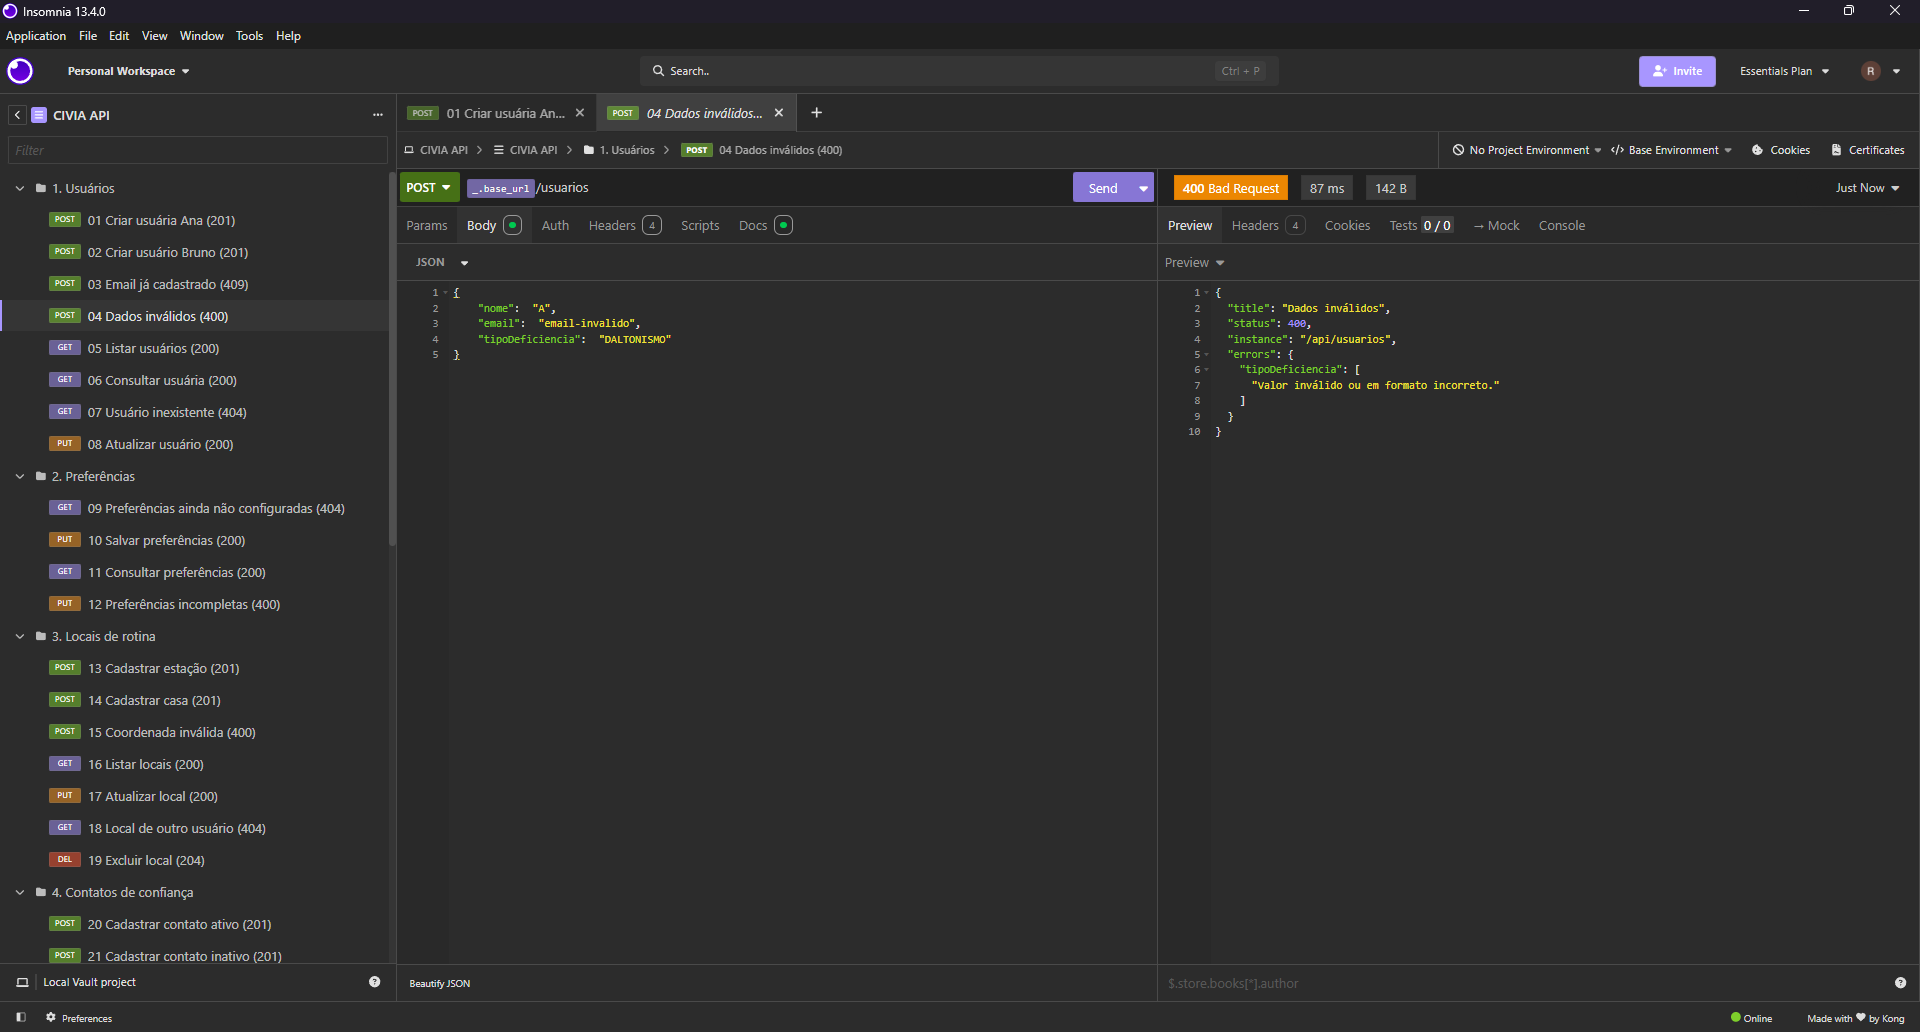 Insomnia 13.4.0
Application File Edit View Window Tools Help
Personal Workspace
Search..
Ctrl + P
Invite
Essentials Plan
R
CIVIA API
Filter
1. Usuários
POST 01 Criar usuária Ana (201)
POST 02 Criar usuário Bruno (201)
POST 03 Email já cadastrado (409)
POST 04 Dados inválidos (400)
GET 05 Listar usuários (200)
GET 06 Consultar usuária (200)
GET 07 Usuário inexistente (404)
PUT 08 Atualizar usuário (200)
2. Preferências
GET 09 Preferências ainda não configuradas (404)
PUT 10 Salvar preferências (200)
GET 11 Consultar preferências (200)
PUT 12 Preferências incompletas (400)
3. Locais de rotina
POST 13 Cadastrar estação (201)
POST 14 Cadastrar casa (201)
POST 15 Coordenada inválida (400)
GET 16 Listar locais (200)
PUT 17 Atualizar local (200)
GET 18 Local de outro usuário (404)
DEL 19 Excluir local (204)
4. Contatos de confiança
POST 20 Cadastrar contato ativo (201)
POST 21 Cadastrar contato inativo (201)
Local Vault project
Preferences
POST 01 Criar usuária An...
POST 04 Dados inválidos...
CIVIA API > CIVIA API > 1. Usuários > POST 04 Dados inválidos (400)
No Project Environment
</> Base Environment
Cookies
Certificates
POST _.base_url /usuarios
Send
Params Body Auth Headers 4 Scripts Docs
JSON
1 {
2 "nome": "A",
3 "email": "email-invalido",
4 "tipoDeficiencia": "DALTONISMO"
5 }
Beautify JSON
400 Bad Request
87 ms
142 B
Just Now
Preview Headers 4 Cookies Tests 0 / 0 → Mock Console
Preview
1 {
2 "title": "Dados inválidos",
3 "status": 400,
4 "instance": "/api/usuarios",
5 "errors": {
6 "tipoDeficiencia": [
7 "Valor inválido ou em formato incorreto."
8 ]
9 }
10 }
$.store.books[*].author
Online
Made with ♥ by Kong